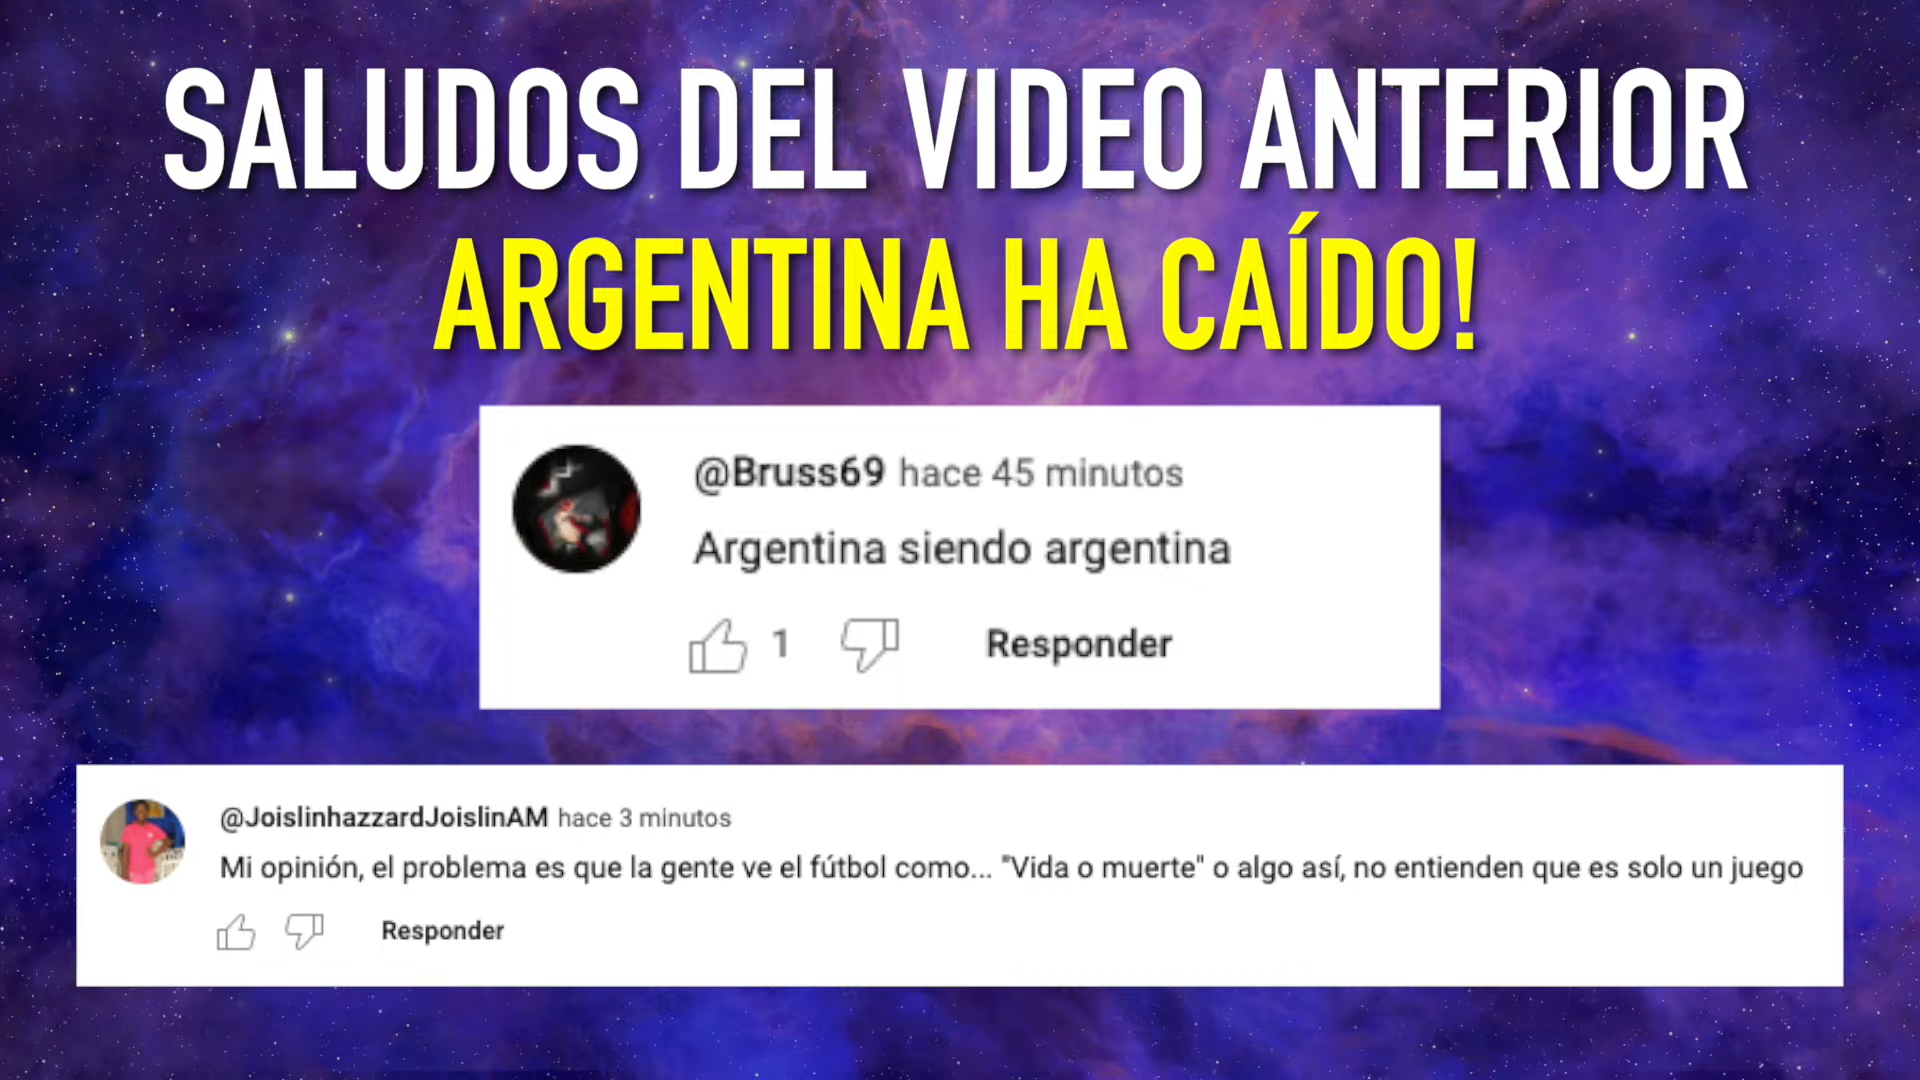 SALUDOS DEL VIDEO ANTERIOR
ARGENTINA HA CAÍDO!
@Bruss69 hace 45 minutos
Argentina siendo argentina
1 Responder
@JoislinhazzardJoislinAM hace 3 minutos
Mi opinión, el problema es que la gente ve el fútbol como... "Vida o muerte" o algo así, no entienden que es solo un juego
Responder